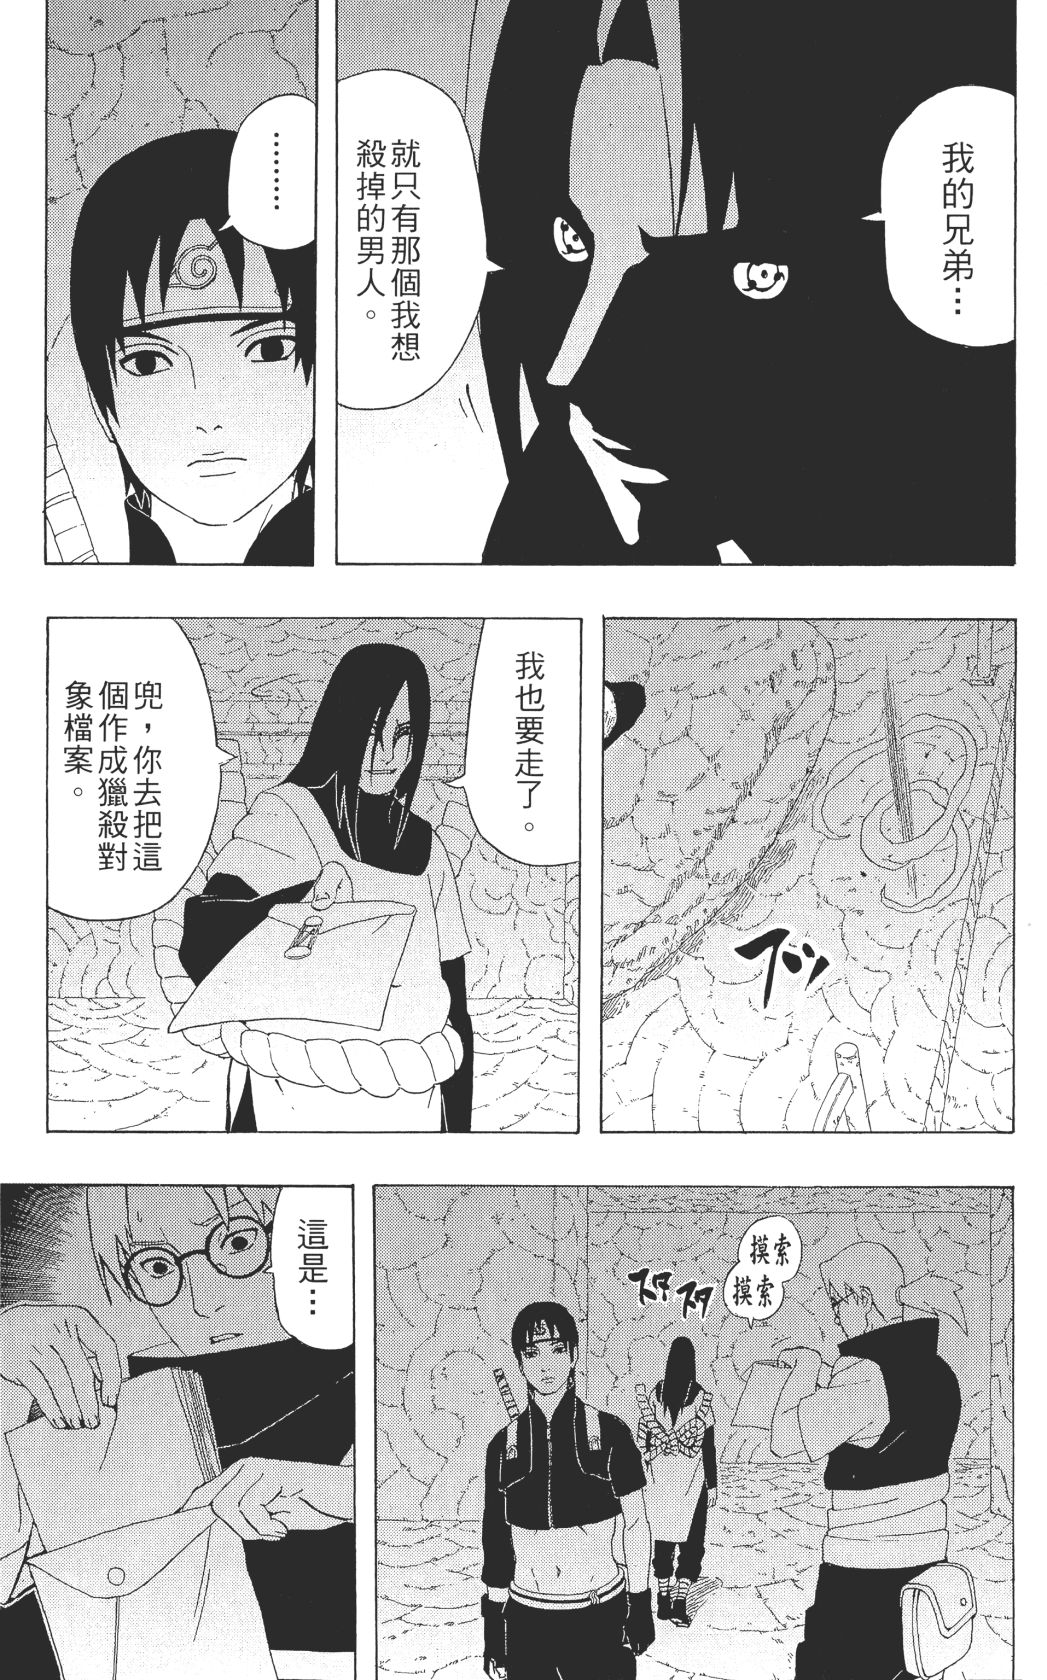 我的兄弟…
就只有那個我想
殺掉的男人。
………
我也要走了。
兜，你去把這
個作成獵殺對
象檔案。
ブッ
摸索
摸索
スタ
スタ
這是…